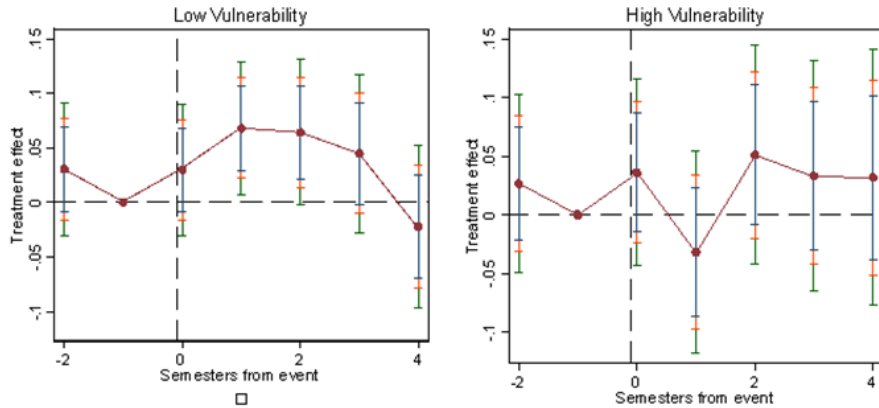 Low Vulnerability
.15
.1
.05
0
-.05
-.1
Treatment effect
-2 0 2 4
Semesters from event
High Vulnerability
.15
.1
.05
0
-.05
-.1
Treatment effect
-2 0 2 4
Semesters from event